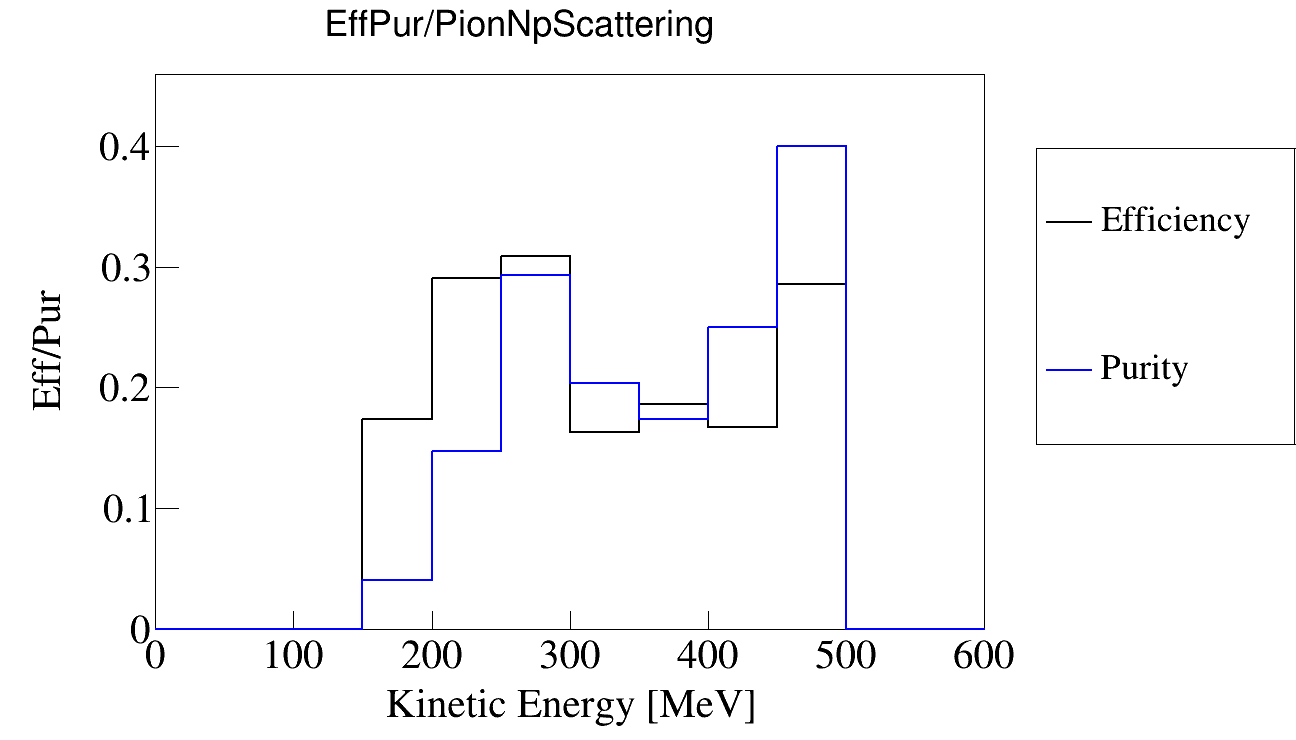 EffPur/PionNpScattering
Eff/Pur
0.4
0.3
0.2
0.1
0
0 100 200 300 400 500 600
Kinetic Energy [MeV]
Efficiency
Purity